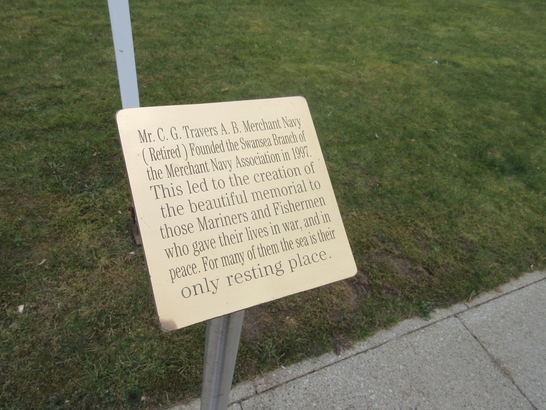 Mr. C. G. Travers A. B. Merchant Navy
( Retired ) Founded the Swansea Branch of
the Merchant Navy Association in 1997.
This led to the creation of
the beautiful memorial to
those Mariners and Fishermen
who gave their lives in war, and in
peace. For many of them the sea is their
only resting place.